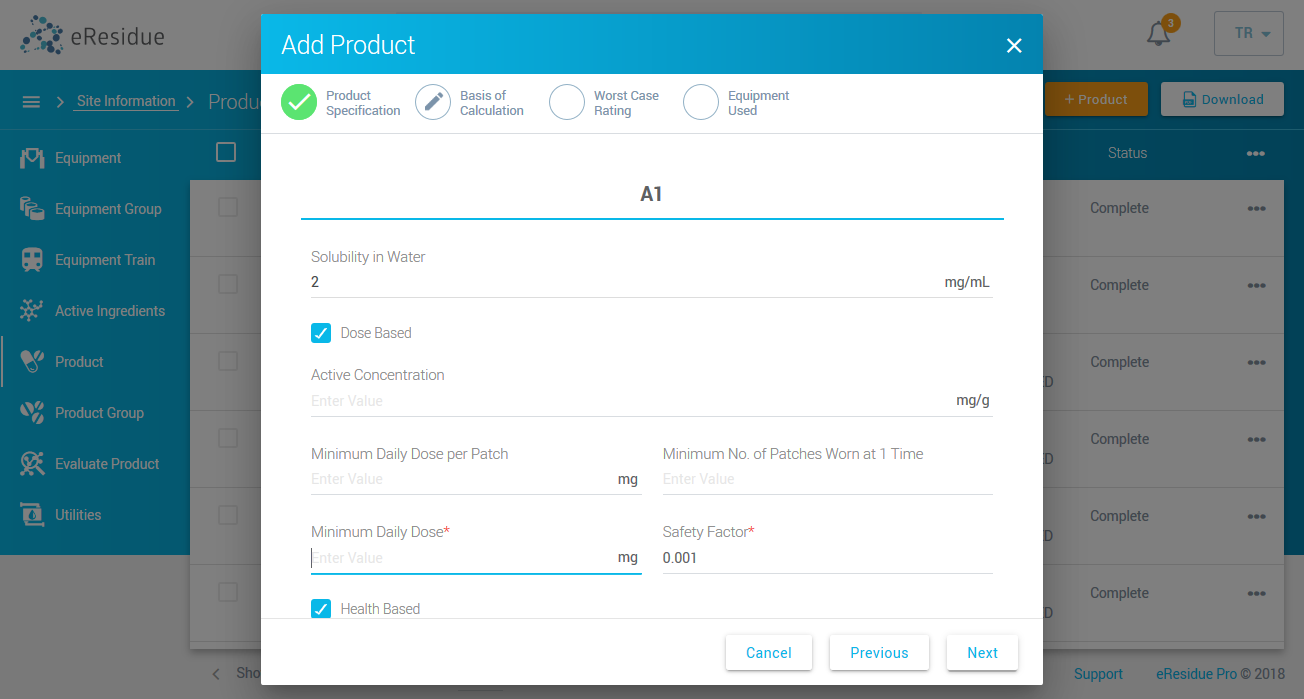 eResidue
Add Product
3
TR
Site Information
+ Product
Download
Product
Specification
Basis of
Calculation
Worst Case
Rating
Equipment
Used
Status
Equipment
Equipment Group
Equipment Train
Active Ingredients
Product
Product Group
Evaluate Product
Utilities
A1
Solubility in Water
2 mg/mL
Dose Based
Active Concentration
Enter Value mg/g
Minimum Daily Dose per Patch
Enter Value mg
Minimum No. of Patches Worn at 1 Time
Enter Value
Minimum Daily Dose*
Enter Value mg
Safety Factor*
0.001
Health Based
Cancel
Previous
Next
Complete
Complete
Complete
Complete
Complete
Complete
Support
eResidue Pro © 2018